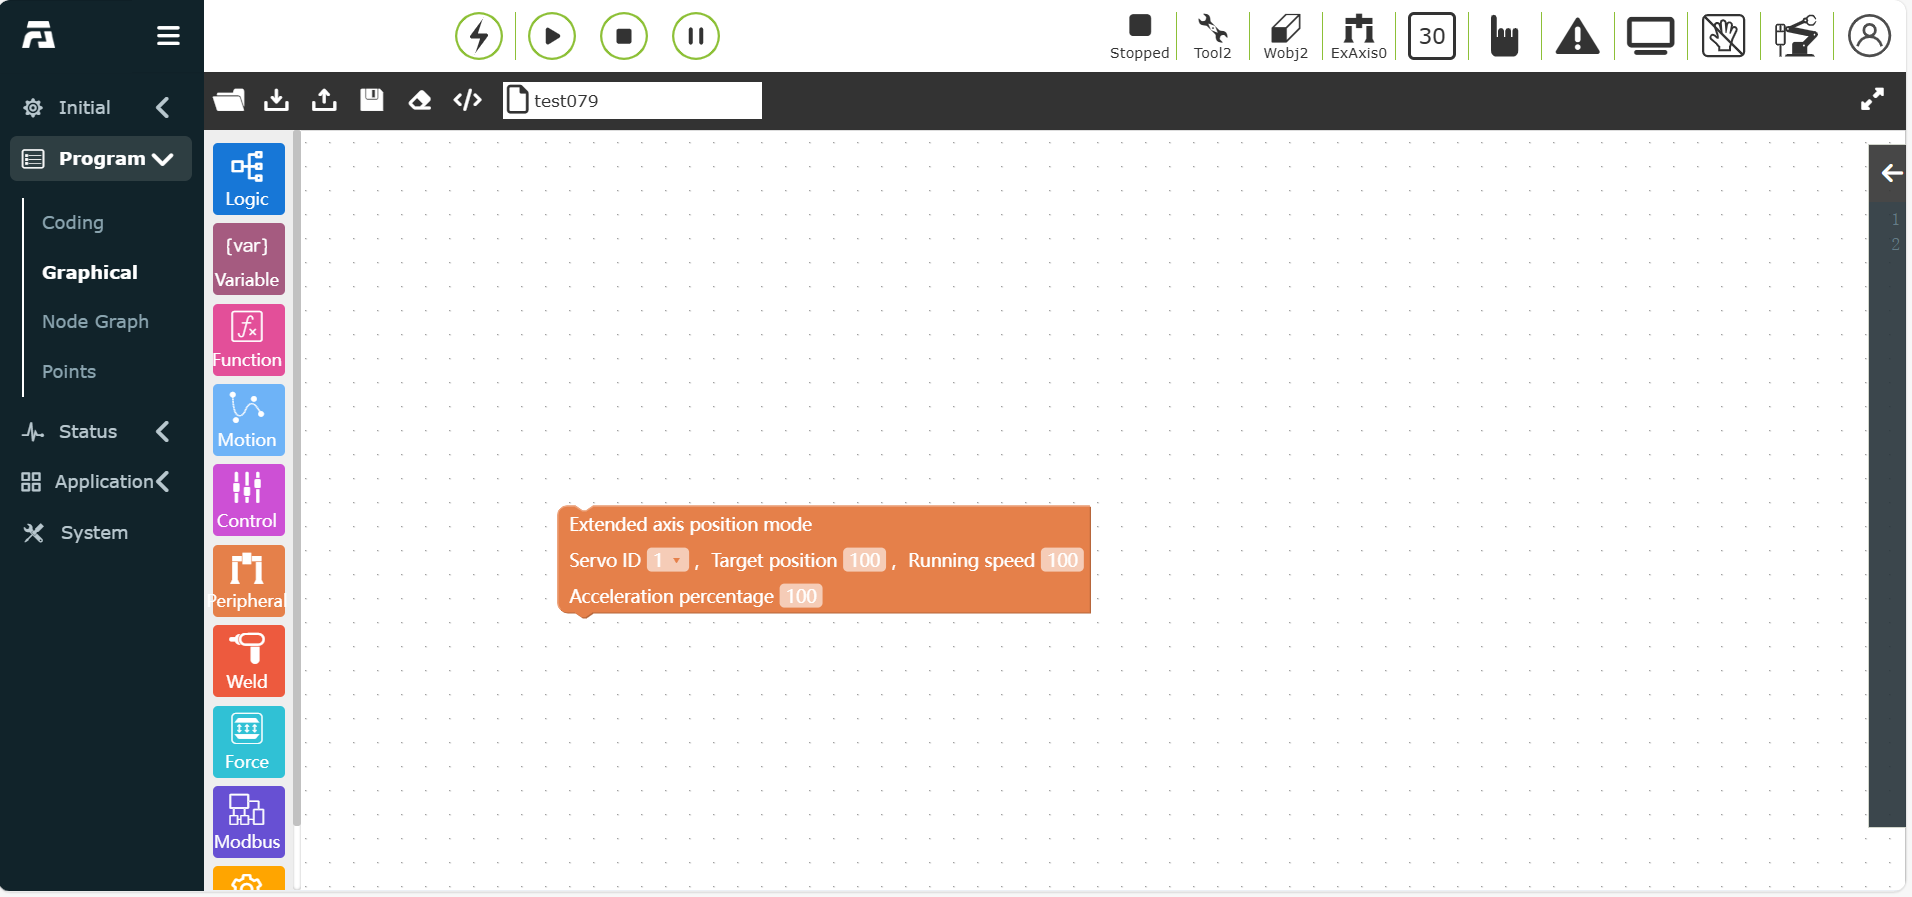 Stopped
Tool2
Wobj2
ExAxis0
30
Initial
Program
Coding
Graphical
Node Graph
Points
Status
Application
System
test079
Logic
{var}
Variable
fx
Function
Motion
Control
Peripheral
Weld
Force
Modbus
Extended axis position mode
Servo ID 1 , Target position 100 , Running speed 100
Acceleration percentage 100
1
2